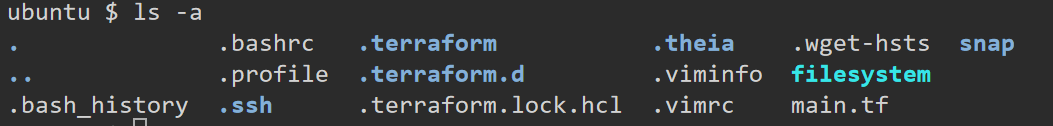 ubuntu $ ls -a
. .bashrc .terraform .theia .wget-hsts snap
.. .profile .terraform.d .viminfo filesystem
.bash_history .ssh .terraform.lock.hcl .vimrc main.tf